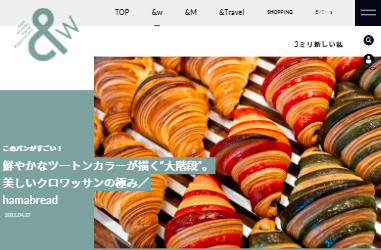 &w
TOP &w &M &Travel SHOPPING
3ミリ新しい私
このパンがすごい！
鮮やかなツートンカラーが描く“大階段”。
美しいクロワッサンの極み／
hamabread
2022.04.27